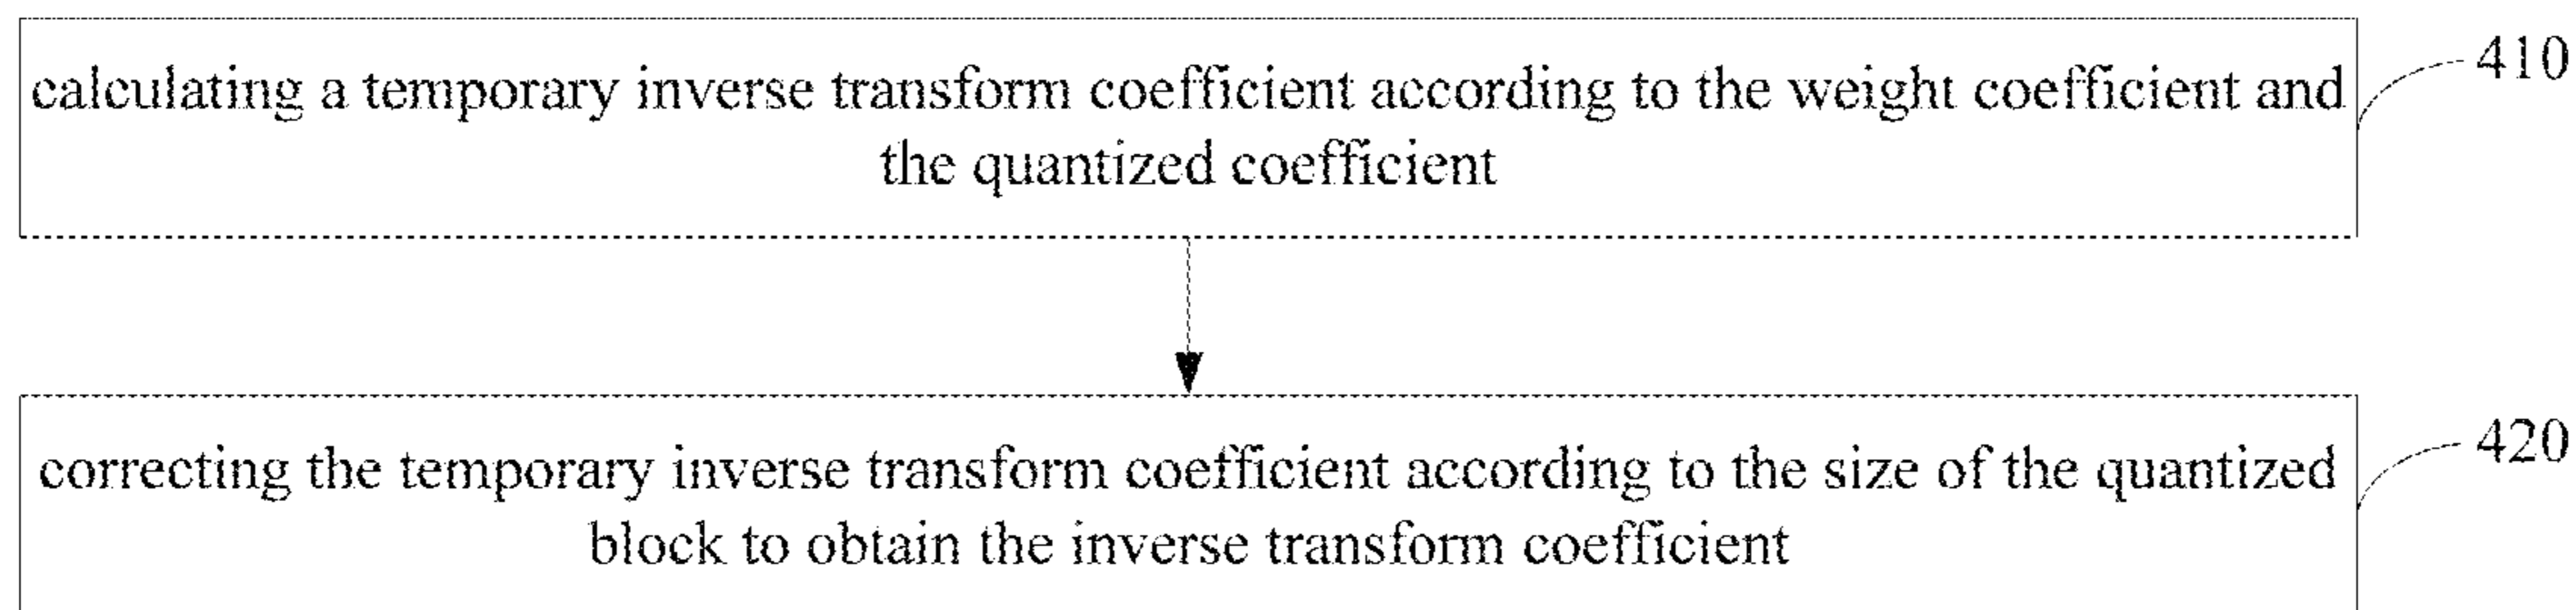 calculating a temporary inverse transform coefficient according to the weight coefficient and
the quantized coefficient
410
correcting the temporary inverse transform coefficient according to the size of the quantized
block to obtain the inverse transform coefficient
420